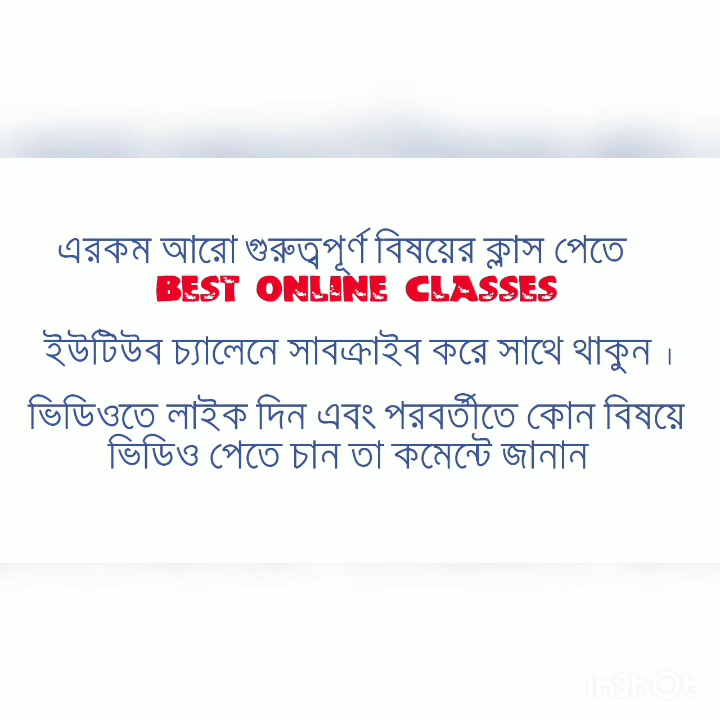 এরকম আরো গুরুত্বপূর্ণ বিষয়ের ক্লাস পেতে
BEST ONLINE CLASSES
ইউটিউব চ্যালেনে সাবক্রাইব করে সাথে থাকুন ।
ভিডিওতে লাইক দিন এবং পরবর্তীতে কোন বিষয়ে
ভিডিও পেতে চান তা কমেন্টে জানান
InShOt